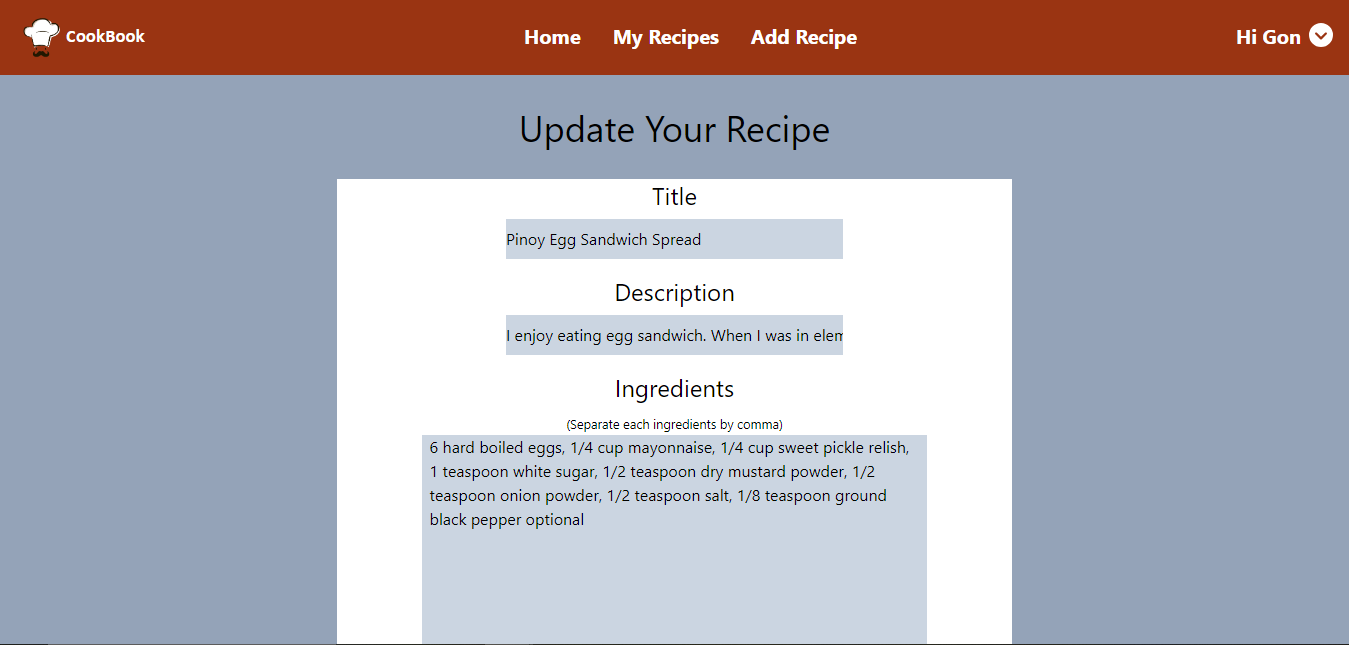 CookBook
Home
My Recipes
Add Recipe
Hi Gon
Update Your Recipe
Title
Pinoy Egg Sandwich Spread
Description
I enjoy eating egg sandwich. When I was in elem
Ingredients
(Separate each ingredients by comma)
6 hard boiled eggs, 1/4 cup mayonnaise, 1/4 cup sweet pickle relish,
1 teaspoon white sugar, 1/2 teaspoon dry mustard powder, 1/2
teaspoon onion powder, 1/2 teaspoon salt, 1/8 teaspoon ground
black pepper optional